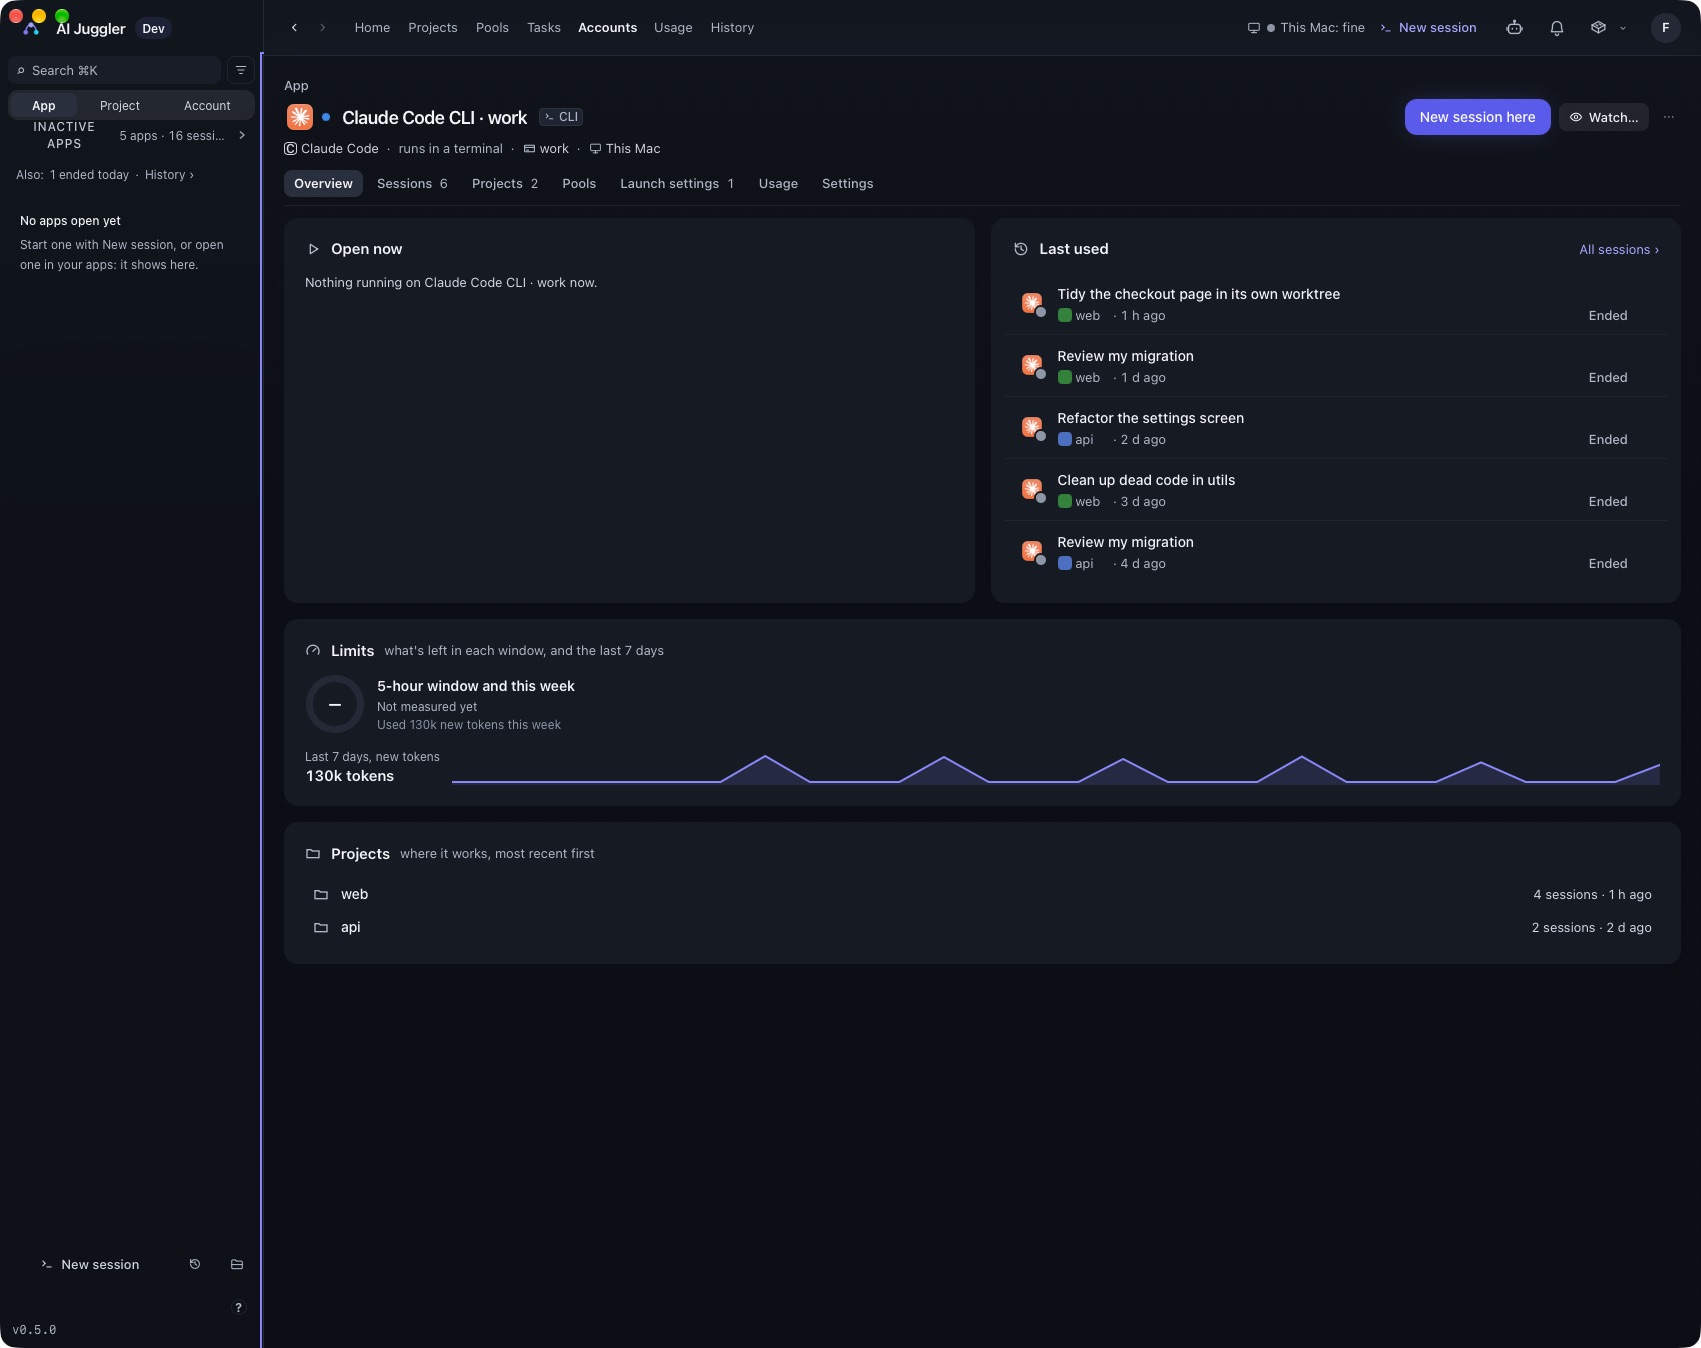 AI Juggler Dev
Search ⌘K
App Project Account
INACTIVE APPS 5 apps · 16 sessi... >
Also: 1 ended today · History ›
No apps open yet
Start one with New session, or open
one in your apps: it shows here.
New session
?
v0.5.0
‹ › Home Projects Pools Tasks Accounts Usage History
This Mac: fine New session F
App
Claude Code CLI · work CLI
New session here Watch... ···
Claude Code · runs in a terminal · work · This Mac
Overview Sessions 6 Projects 2 Pools Launch settings 1 Usage Settings
Open now
Nothing running on Claude Code CLI · work now.
Last used All sessions ›
Tidy the checkout page in its own worktree
web · 1 h ago Ended
Review my migration
web · 1 d ago Ended
Refactor the settings screen
api · 2 d ago Ended
Clean up dead code in utils
web · 3 d ago Ended
Review my migration
api · 4 d ago Ended
Limits what's left in each window, and the last 7 days
5-hour window and this week
Not measured yet
Used 130k new tokens this week
Last 7 days, new tokens
130k tokens
Projects where it works, most recent first
web 4 sessions · 1 h ago
api 2 sessions · 2 d ago